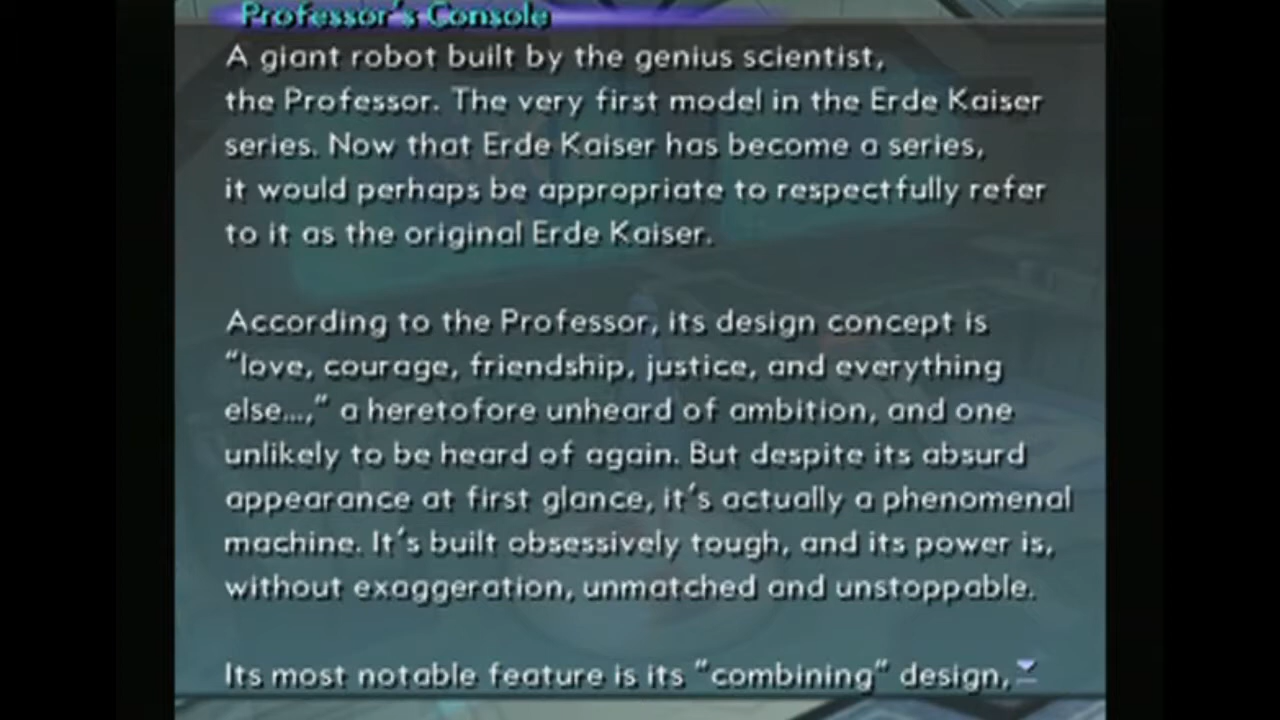 Professor's Console
A giant robot built by the genius scientist,
the Professor. The very first model in the Erde Kaiser
series. Now that Erde Kaiser has become a series,
it would perhaps be appropriate to respectfully refer
to it as the original Erde Kaiser.
According to the Professor, its design concept is
“love, courage, friendship, justice, and everything
else...,” a heretofore unheard of ambition, and one
unlikely to be heard of again. But despite its absurd
appearance at first glance, it's actually a phenomenal
machine. It's built obsessively tough, and its power is,
without exaggeration, unmatched and unstoppable.
Its most notable feature is its “combining” design,